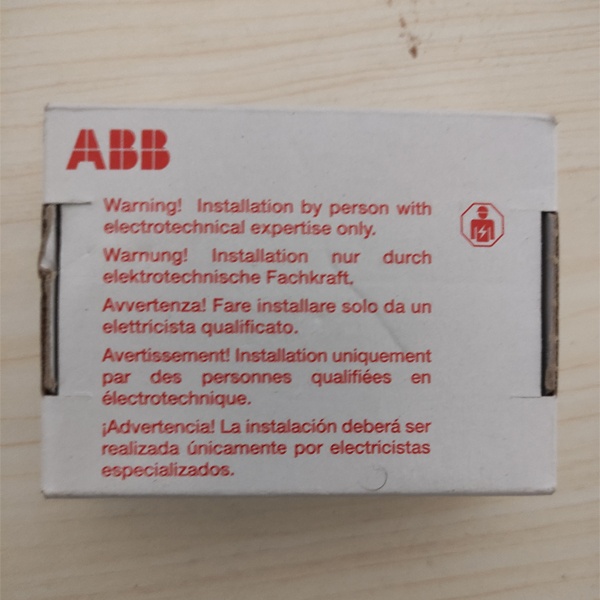 ABB
Warning! Installation by person with
electrotechnical expertise only.
Warnung! Installation nur durch
elektrotechnische Fachkraft.
Avvertenza! Fare installare solo da un
elettricista qualificato.
Avertissement! Installation uniquement
par des personnes qualifiées en
électrotechnique.
¡Advertencia! La instalación deberá ser
realizada únicamente por electricistas
especializados.